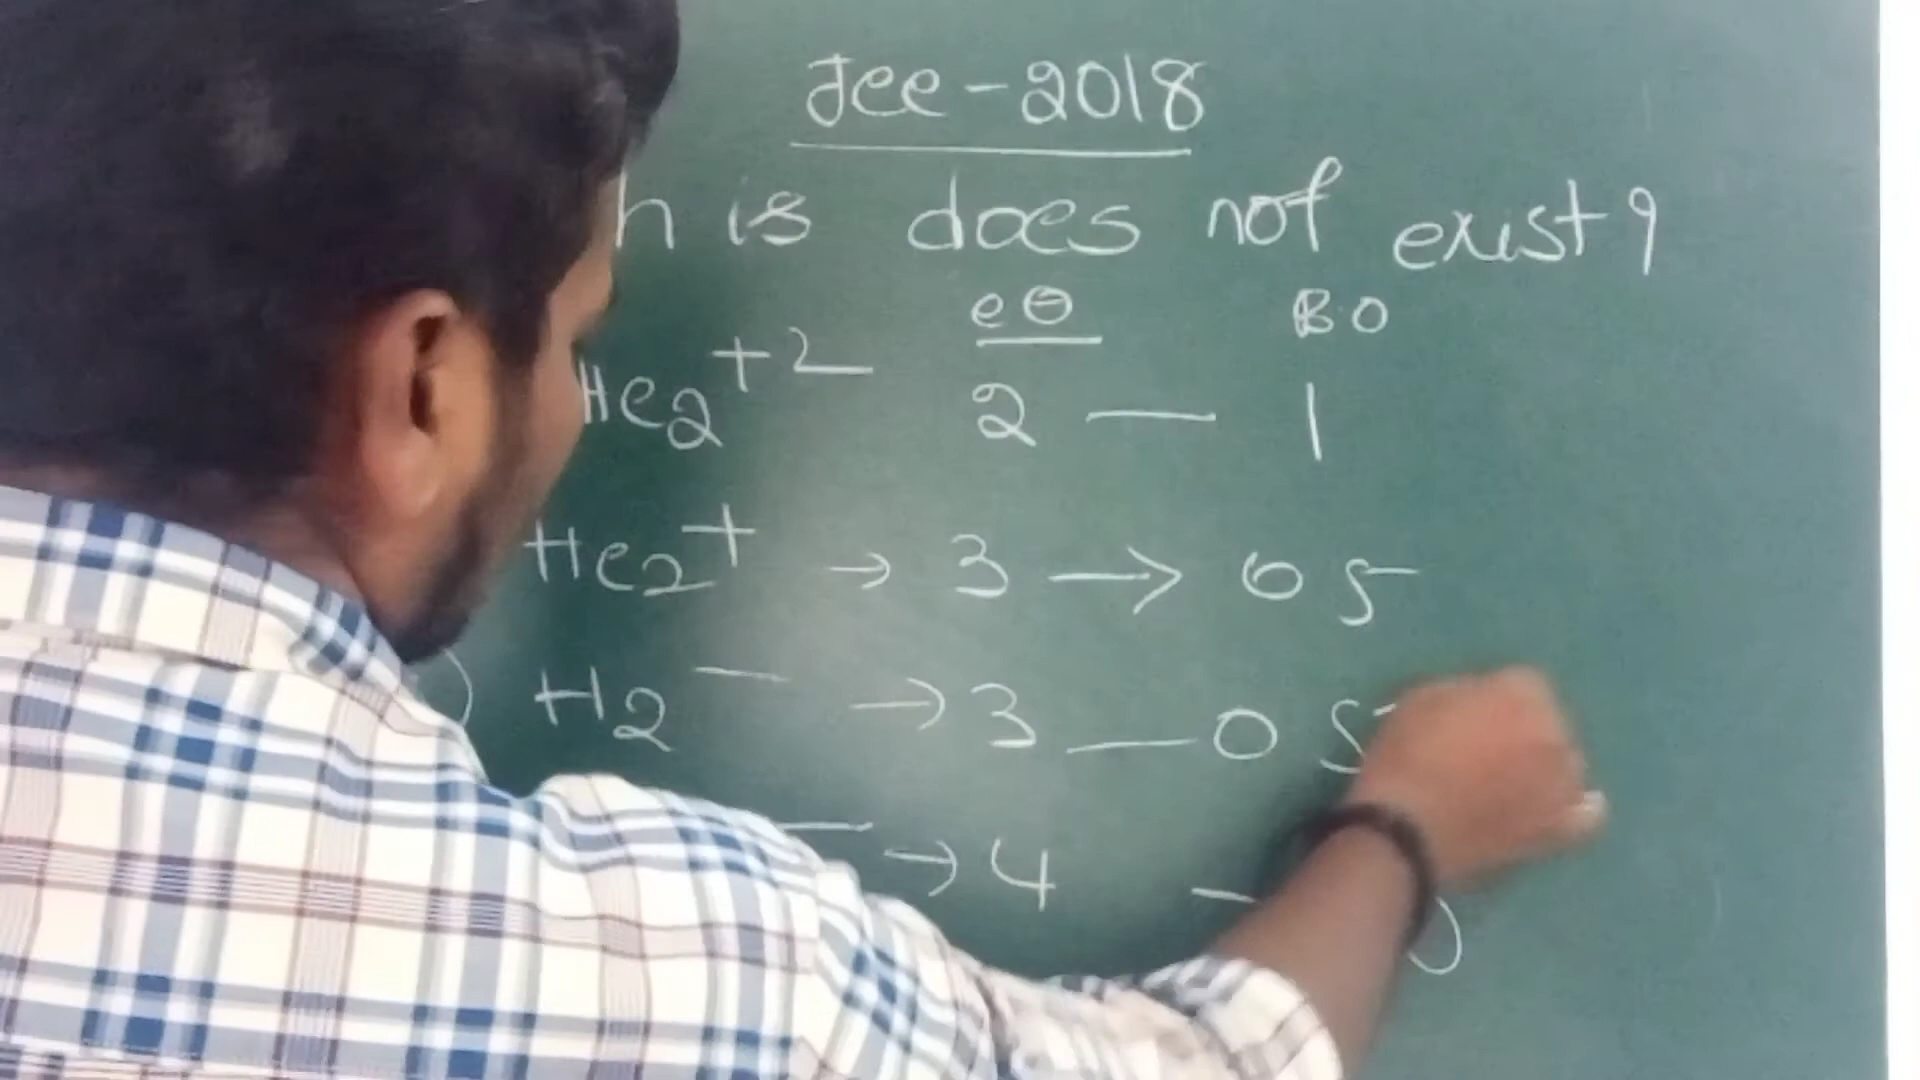 Jee-2018
h is does not exist?
e⊖ B.O
He2+2 2 — 1
He2+ → 3 → 0 5
) H2— → 3 — 0 5
— → 4 — 0